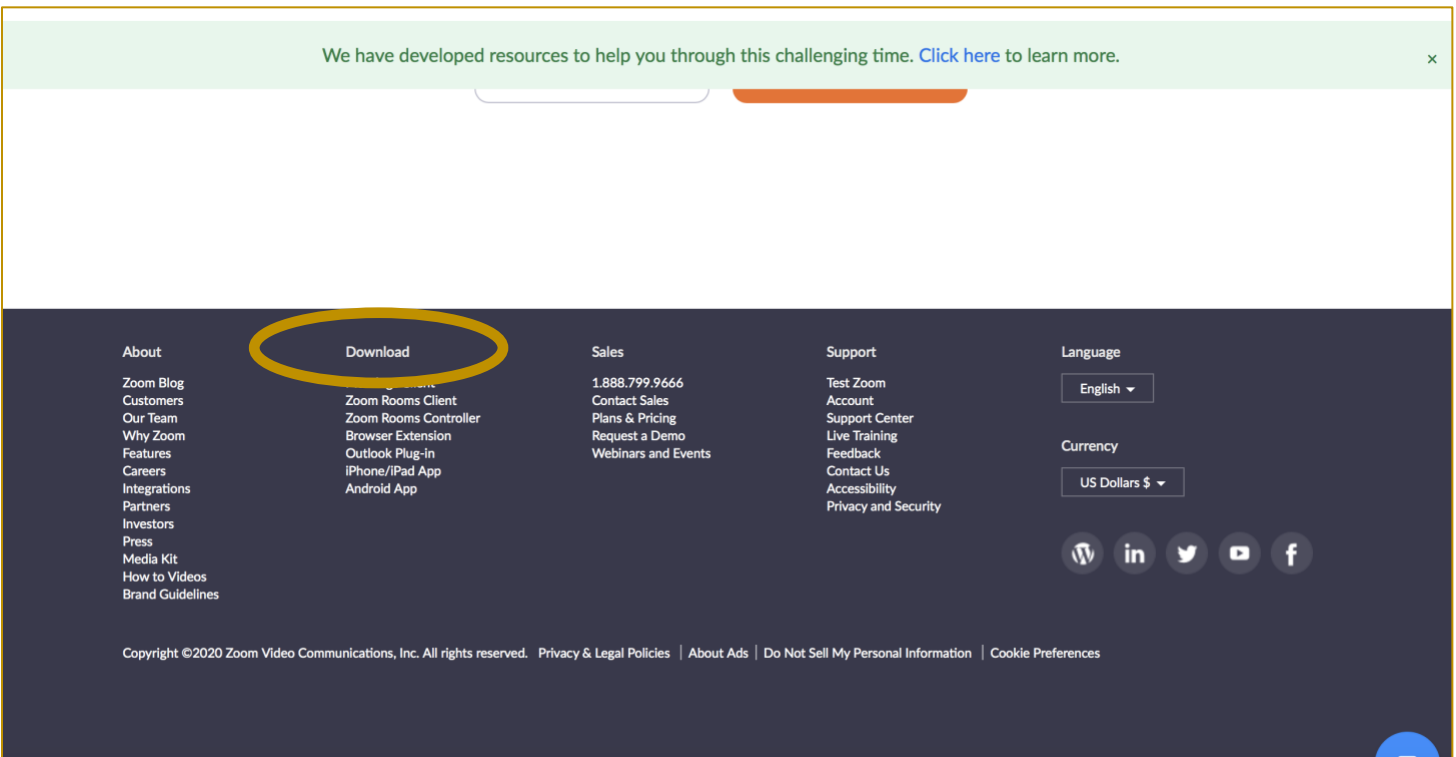 We have developed resources to help you through this challenging time. Click here to learn more. ×
About
Zoom Blog
Customers
Our Team
Why Zoom
Features
Careers
Integrations
Partners
Investors
Press
Media Kit
How to Videos
Brand Guidelines
Download
Zoom Rooms Client
Zoom Rooms Controller
Browser Extension
Outlook Plug-in
iPhone/iPad App
Android App
Sales
1.888.799.9666
Contact Sales
Plans & Pricing
Request a Demo
Webinars and Events
Support
Test Zoom
Account
Support Center
Live Training
Feedback
Contact Us
Accessibility
Privacy and Security
Language
English
Currency
US Dollars $
in
f
Copyright ©2020 Zoom Video Communications, Inc. All rights reserved. Privacy & Legal Policies | About Ads | Do Not Sell My Personal Information | Cookie Preferences